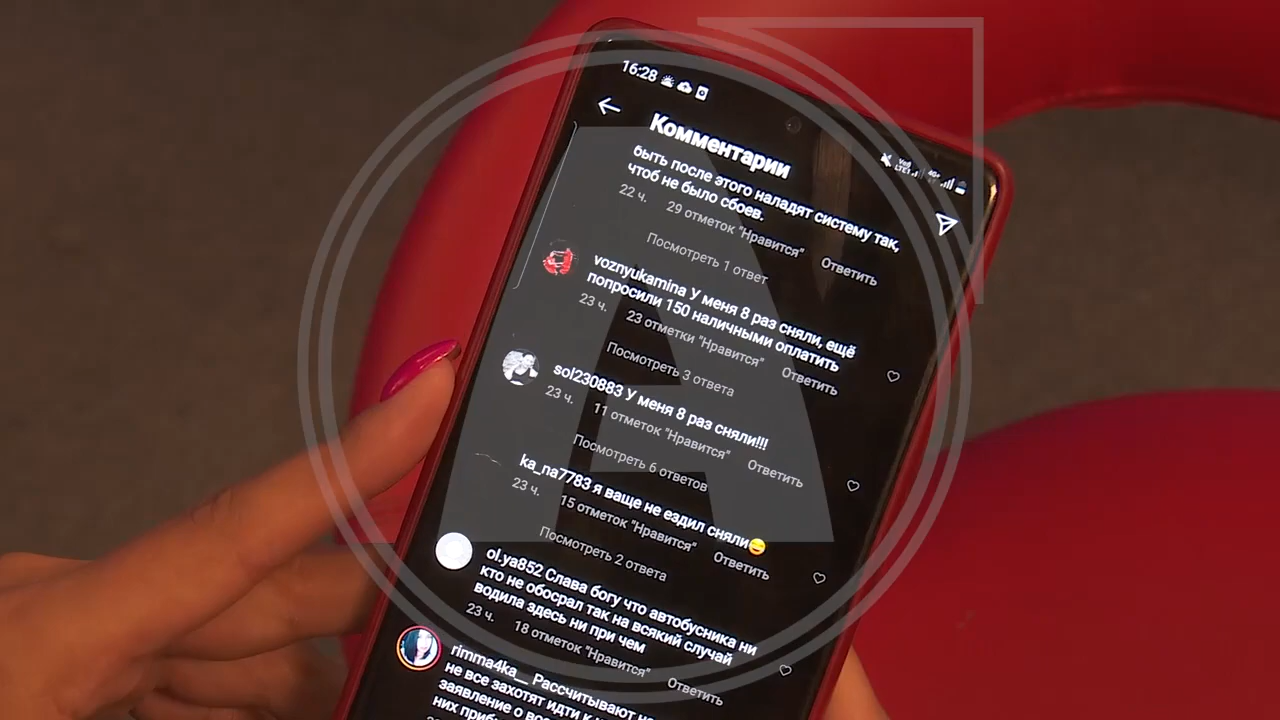 16:28
Комментарии
быть после этого наладят систему так,
чтоб не было сбоев.
22 ч. 29 отметок "Нравится" Ответить
Посмотреть 1 ответ
voznyukamina У меня 8 раз сняли, ещё
попросили 150 наличными оплатить
23 ч. 23 отметки "Нравится" Ответить
Посмотреть 3 ответа
sol230883 У меня 8 раз сняли!!!
23 ч. 11 отметок "Нравится" Ответить
Посмотреть 6 ответов
ka_na7783 я ваще не ездил сняли😅
23 ч. 15 отметок "Нравится" Ответить
Посмотреть 2 ответа
ol.ya852 Слава богу что автобусника ни
кто не обосрал так на всякий случай
водила здесь ни при чем
23 ч. 18 отметок "Нравится" Ответить
rimma4ka__ Рассчитывают
не все захотят идти к
заявление о
них